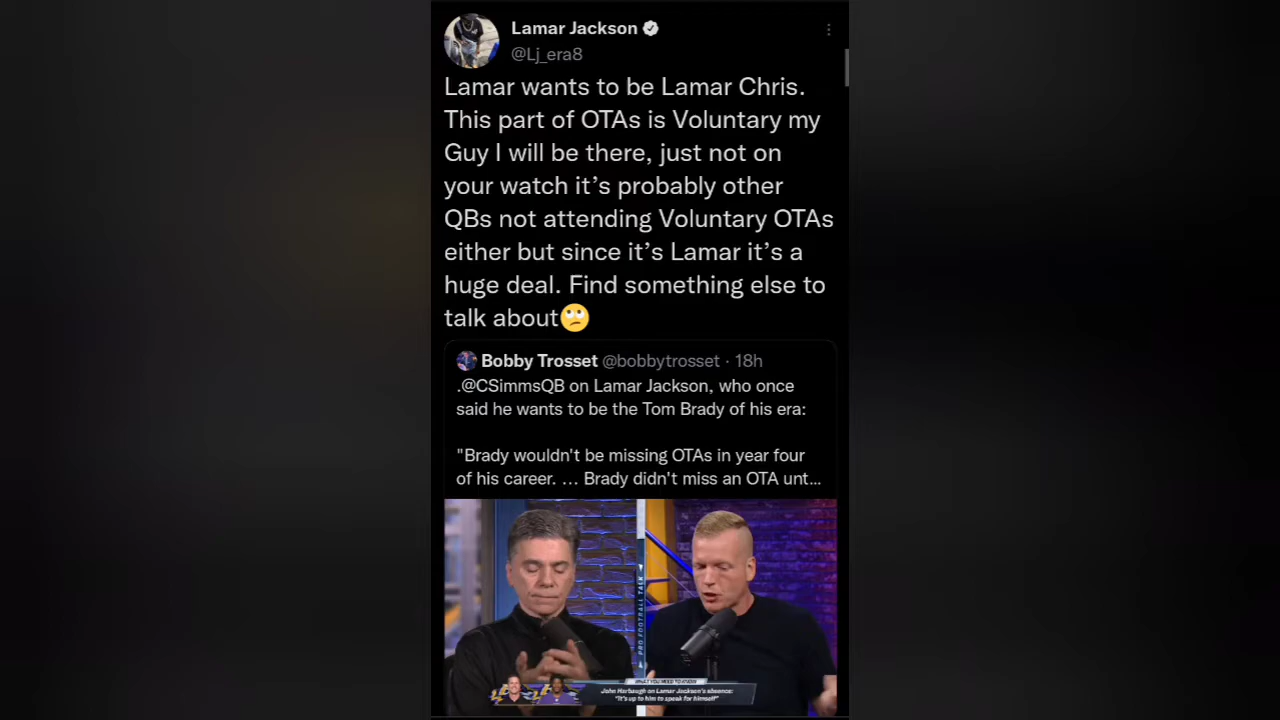 Lamar Jackson
@Lj_era8
Lamar wants to be Lamar Chris.
This part of OTAs is Voluntary my
Guy I will be there, just not on
your watch it’s probably other
QBs not attending Voluntary OTAs
either but since it’s Lamar it’s a
huge deal. Find something else to
talk about🙄
Bobby Trosset @bobbytrosset · 18h
.@CSimmsQB on Lamar Jackson, who once
said he wants to be the Tom Brady of his era:
"Brady wouldn't be missing OTAs in year four
of his career. … Brady didn't miss an OTA unt…
PRO FOOTBALL TALK
WHAT YOU NEED TO KNOW
John Harbaugh on Lamar Jackson's absence:
"It's up to him to speak for himself"